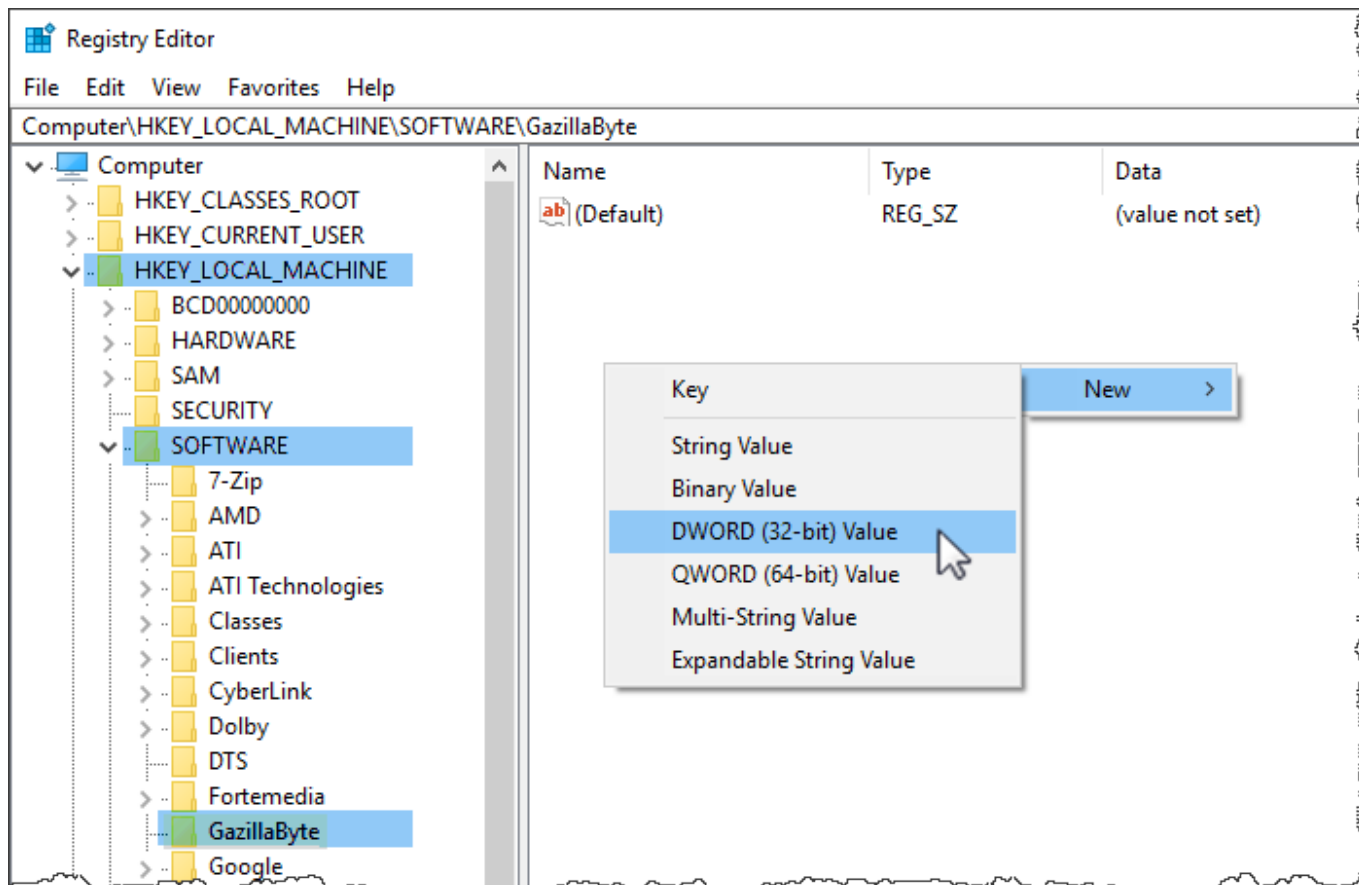 Registry Editor
File Edit View Favorites Help
Computer\HKEY_LOCAL_MACHINE\SOFTWARE\GazillaByte
Computer
HKEY_CLASSES_ROOT
HKEY_CURRENT_USER
HKEY_LOCAL_MACHINE
BCD00000000
HARDWARE
SAM
SECURITY
SOFTWARE
7-Zip
AMD
ATI
ATI Technologies
Classes
Clients
CyberLink
Dolby
DTS
Fortemedia
GazillaByte
Google
Name Type Data
ab (Default) REG_SZ (value not set)
Key
New
String Value
Binary Value
DWORD (32-bit) Value
QWORD (64-bit) Value
Multi-String Value
Expandable String Value